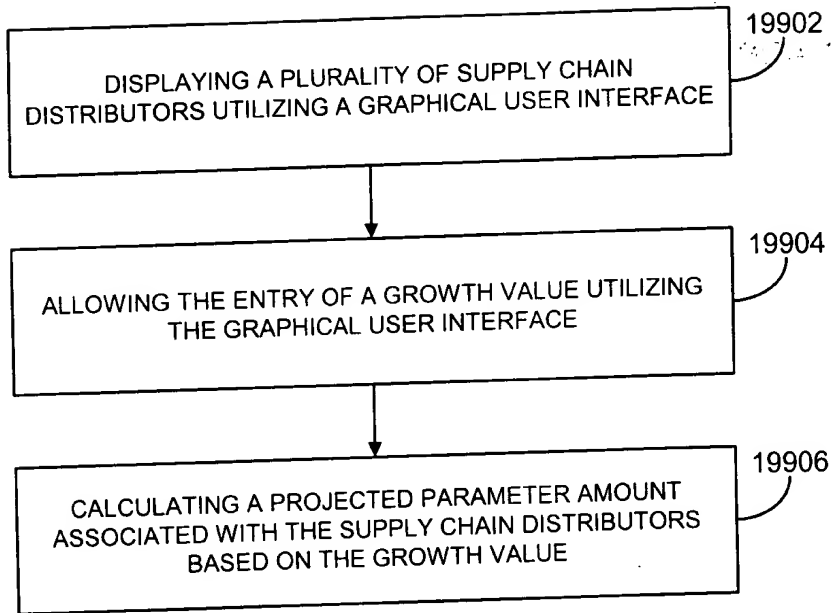 19902
DISPLAYING A PLURALITY OF SUPPLY CHAIN
DISTRIBUTORS UTILIZING A GRAPHICAL USER INTERFACE
19904
ALLOWING THE ENTRY OF A GROWTH VALUE UTILIZING
THE GRAPHICAL USER INTERFACE
19906
CALCULATING A PROJECTED PARAMETER AMOUNT
ASSOCIATED WITH THE SUPPLY CHAIN DISTRIBUTORS
BASED ON THE GROWTH VALUE